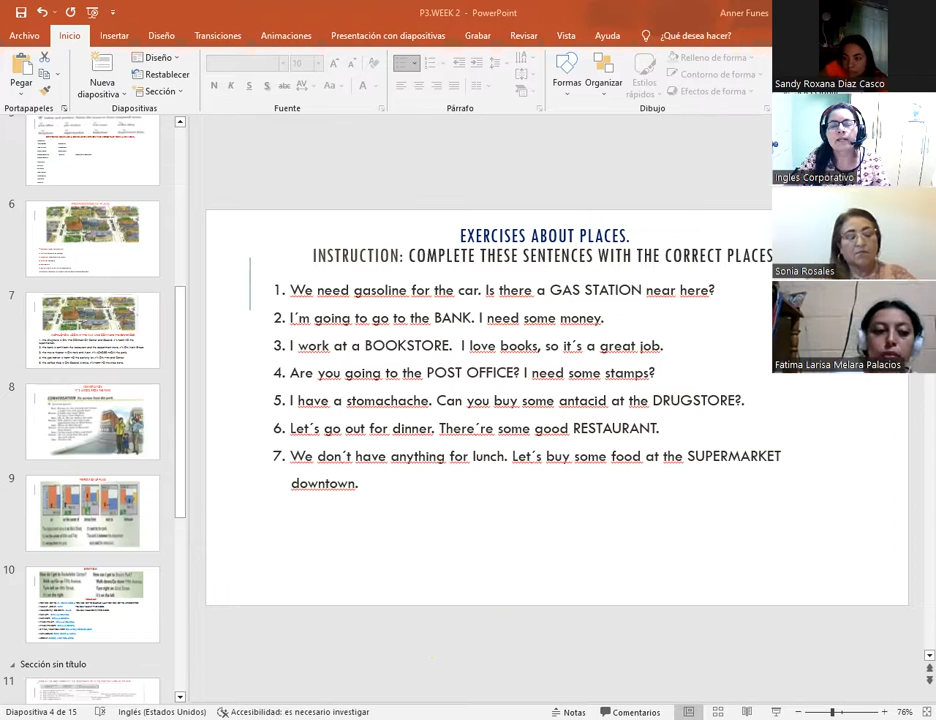 P3.WEEK 2 - PowerPoint
Anner Funes
Archivo Inicio Insertar Diseño Transiciones Animaciones Presentación con diapositivas Grabar Revisar Vista Ayuda ¿Qué desea hacer?
Pegar
Nueva diapositiva
Diseño
Restablecer
Sección
10
N K S abc AV Aa A
Formas Organizar Estilos rápidos
Relleno de forma
Contorno de forma
Efectos de forma
Portapapeles Diapositivas Fuente Párrafo Dibujo
Sandy Roxana Diaz Casco
Ingles Corporativo
Sonia Rosales
Fatima Larisa Melara Palacios
6
7
8
9
10
Sección sin título
11
EXERCISES ABOUT PLACES.
INSTRUCTION: COMPLETE THESE SENTENCES WITH THE CORRECT PLACES
1. We need gasoline for the car. Is there a GAS STATION near here?
2. I´m going to go to the BANK. I need some money.
3. I work at a BOOKSTORE. I love books, so it´s a great job.
4. Are you going to the POST OFFICE? I need some stamps?
5. I have a stomachache. Can you buy some antacid at the DRUGSTORE?.
6. Let´s go out for dinner. There´re some good RESTAURANT.
7. We don´t have anything for lunch. Let´s buy some food at the SUPERMARKET
downtown.
Diapositiva 4 de 15 Inglés (Estados Unidos) Accesibilidad: es necesario investigar Notas Comentarios 76%